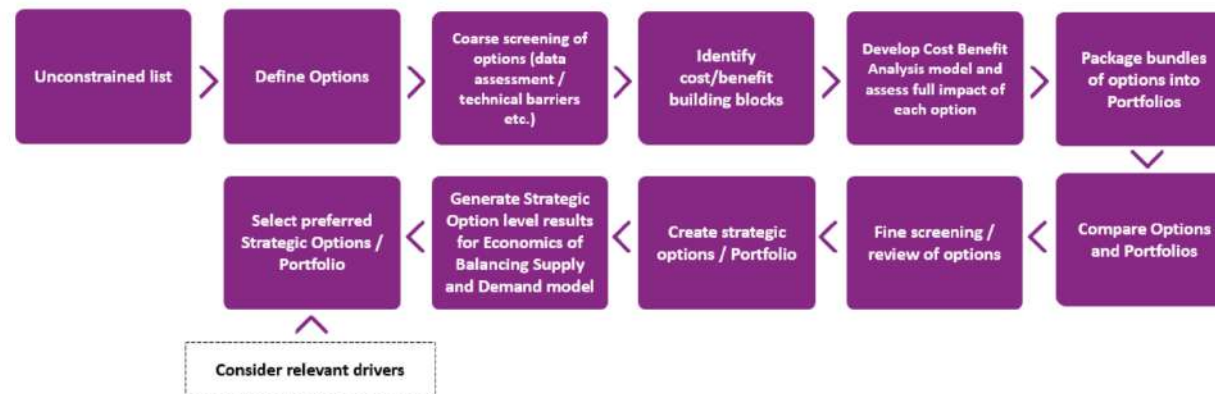 Unconstrained list
Define Options
Coarse screening of
options (data
assessment /
technical barriers
etc.)
Identify
cost/benefit
building blocks
Develop Cost Benefit
Analysis model and
assess full impact of
each option
Package bundles
of options into
Portfolios
Compare Options
and Portfolios
Fine screening /
review of options
Create strategic
options / Portfolio
Generate Strategic
Option level results
for Economics of
Balancing Supply
and Demand model
Select preferred
Strategic Options /
Portfolio
Consider relevant drivers